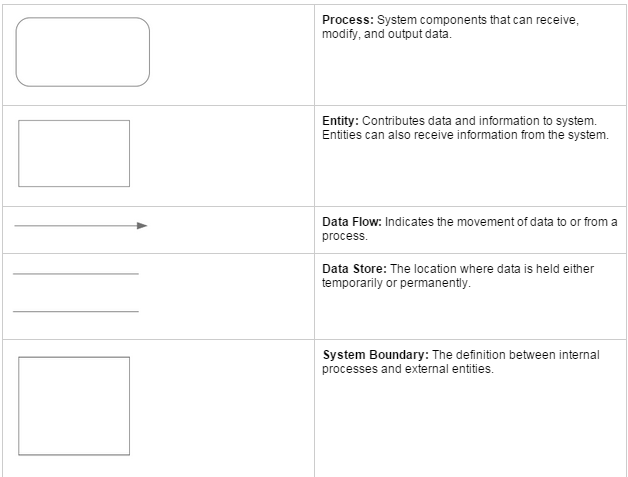 Process: System components that can receive,
modify, and output data.
Entity: Contributes data and information to system.
Entities can also receive information from the system.
Data Flow: Indicates the movement of data to or from a
process.
Data Store: The location where data is held either
temporarily or permanently.
System Boundary: The definition between internal
processes and external entities.